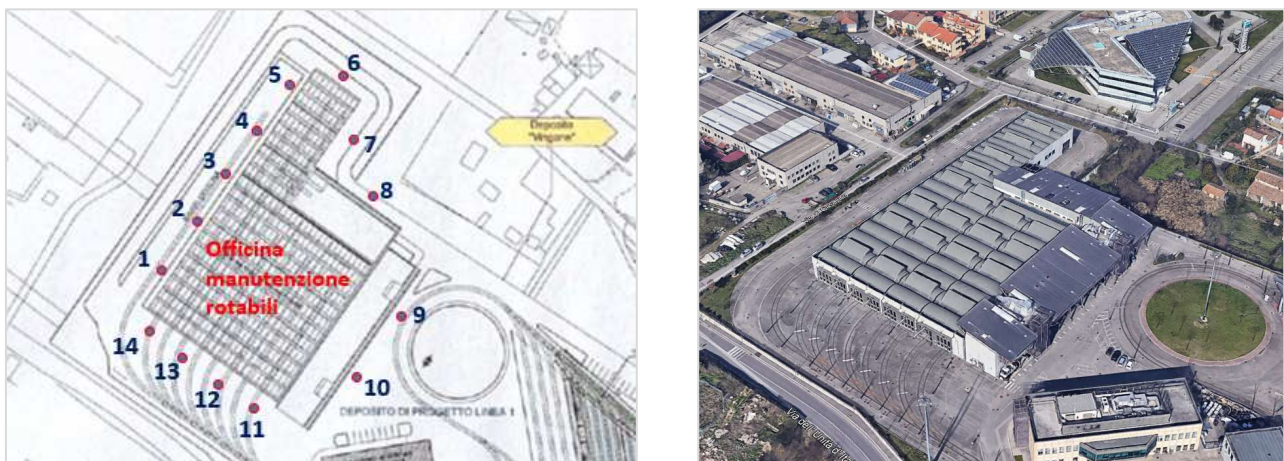 6
5
Deposito
4
"Vingone"
7
3
8
2
Officina
manutenzione
rotabili
1
9
14
13
10
12
DEPOSITO DI PROGETTO LINEA 1
11